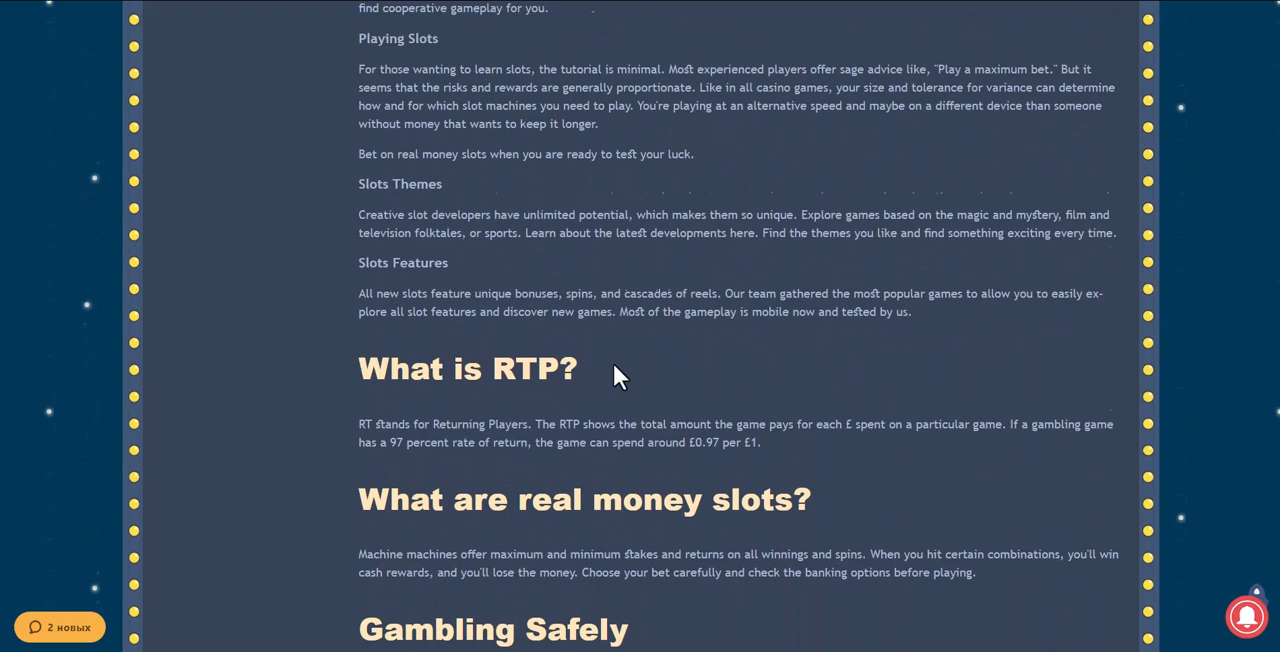 find cooperative gameplay for you.
Playing Slots
For those wanting to learn slots, the tutorial is minimal. Most experienced players offer sage advice like, "Play a maximum bet." But it
seems that the risks and rewards are generally proportionate. Like in all casino games, your size and tolerance for variance can determine
how and for which slot machines you need to play. You're playing at an alternative speed and maybe on a different device than someone
without money that wants to keep it longer.
Bet on real money slots when you are ready to test your luck.
Slots Themes
Creative slot developers have unlimited potential, which makes them so unique. Explore games based on the magic and mystery, film and
television folktales, or sports. Learn about the latest developments here. Find the themes you like and find something exciting every time.
Slots Features
All new slots feature unique bonuses, spins, and cascades of reels. Our team gathered the most popular games to allow you to easily ex-
plore all slot features and discover new games. Most of the gameplay is mobile now and tested by us.
What is RTP?
RT stands for Returning Players. The RTP shows the total amount the game pays for each £ spent on a particular game. If a gambling game
has a 97 percent rate of return, the game can spend around £0.97 per £1.
What are real money slots?
Machine machines offer maximum and minimum stakes and returns on all winnings and spins. When you hit certain combinations, you'll win
cash rewards, and you'll lose the money. Choose your bet carefully and check the banking options before playing.
Gambling Safely
2 новых